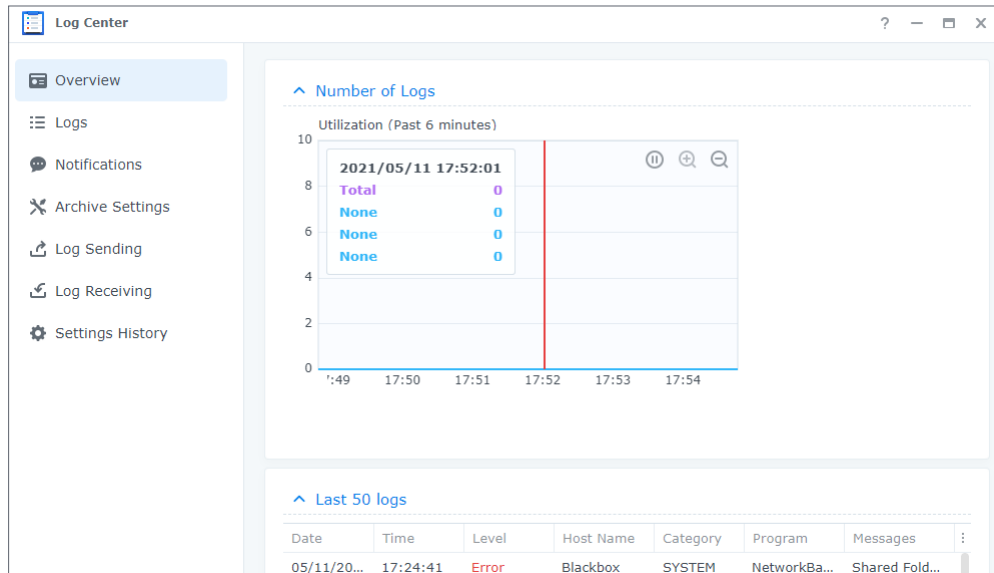 Log Center
?
Overview
Logs
Notifications
Archive Settings
Log Sending
Log Receiving
Settings History
Number of Logs
Utilization (Past 6 minutes)
10
8
6
4
2
0
2021/05/11 17:52:01
Total 0
None 0
None 0
None 0
':49 17:50 17:51 17:52 17:53 17:54
Last 50 logs
Date Time Level Host Name Category Program Messages
05/11/20... 17:24:41 Error Blackbox SYSTEM NetworkBa... Shared Fold...